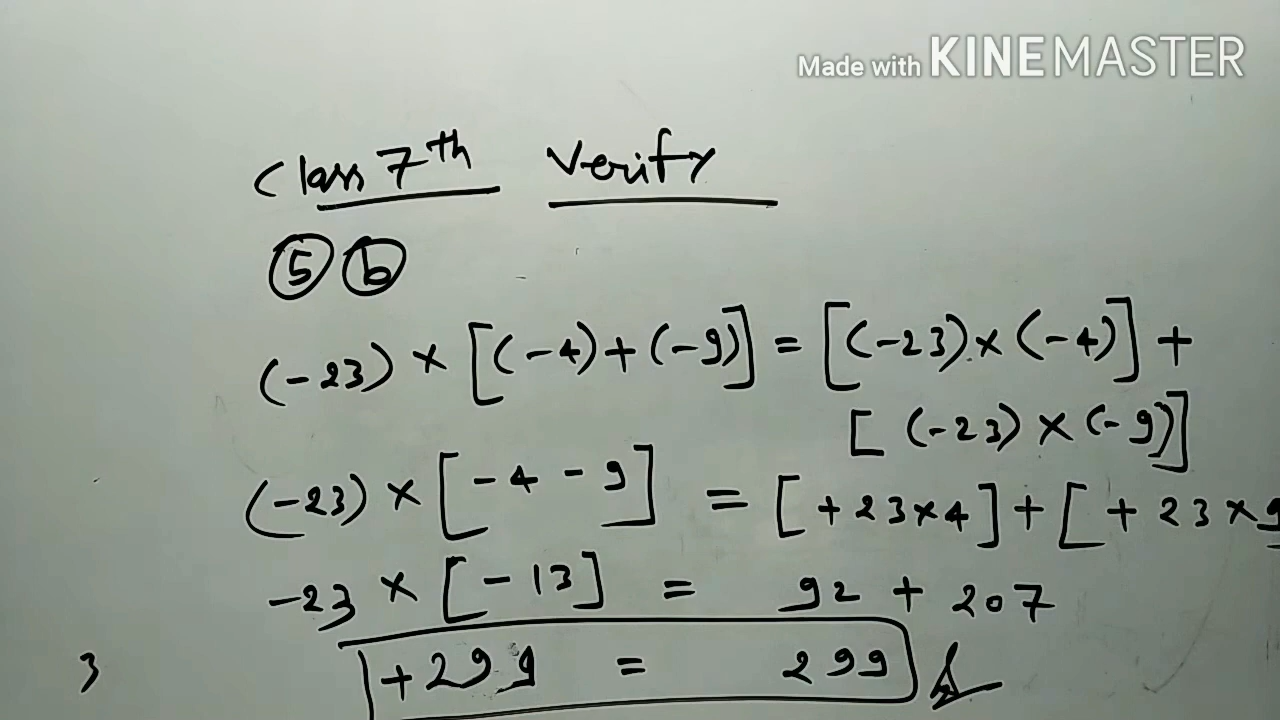 Made with KINEMASTER
Class 7th Verify
5 b
(-23) × [(-4)+(-9)] = [(-23)×(-4)] +
[ (-23) × (-9)]
(-23) × [-4 - 9] = [+23×4]+[+23×9
-23 × [-13] = 92 + 207
+299 = 299
3